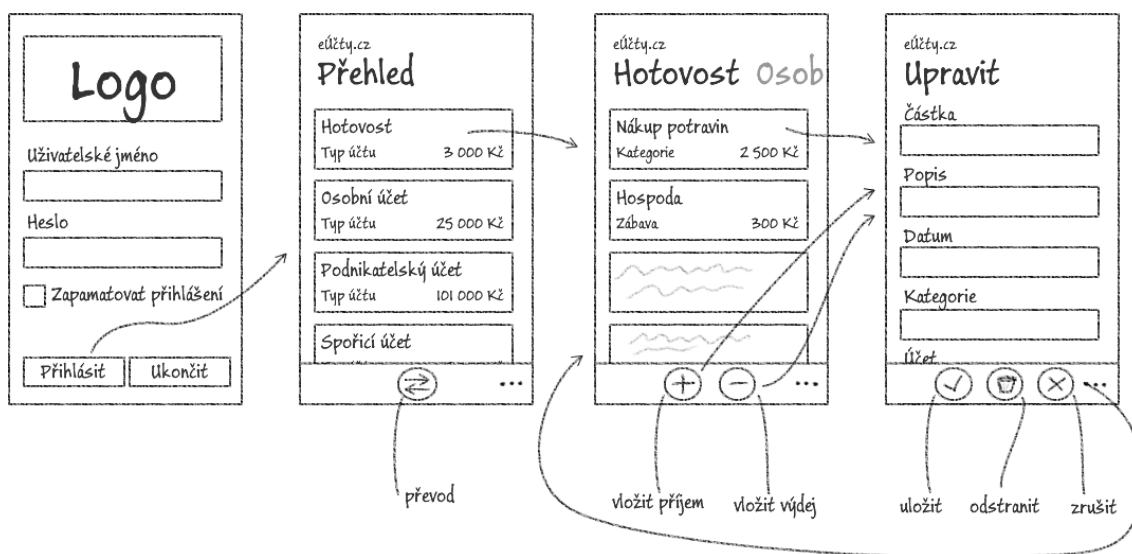 Logo
Uživatelské jméno
Heslo
Zapamatovat přihlášení
Přihlásit
Ukončit
eÚčty.cz
Přehled
Hotovost
Typ účtu 3 000 Kč
Osobní účet
Typ účtu 25 000 Kč
Podnikatelský účet
Typ účtu 101 000 Kč
Spořicí účet
převod
eÚčty.cz
Hotovost Osob
Nákup potravin
Kategorie 2 500 Kč
Hospoda
Zábava 300 Kč
vložit příjem
vložit výdej
eÚčty.cz
Upravit
Částka
Popis
Datum
Kategorie
Účet
uložit
odstranit
zrušit